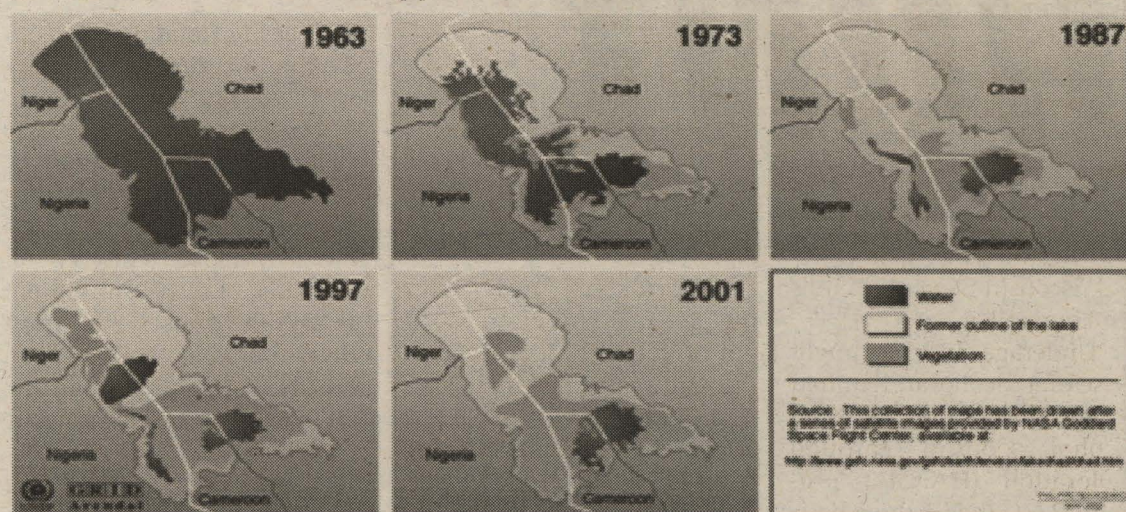 1963
Chad
Niger
Nigeria
Cameroon
1973
Chad
Niger
Nigeria
Cameroon
1987
Chad
Niger
Nigeria
Cameroon
1997
Chad
Niger
Nigeria
Cameroon
GRID
Arendal
2001
Chad
Niger
Nigeria
Cameroon
Water
Former outline of the lake
Vegetation
Source: This collection of maps has been drawn after
a series of satellite images provided by NASA Goddard
Space Flight Center, available at